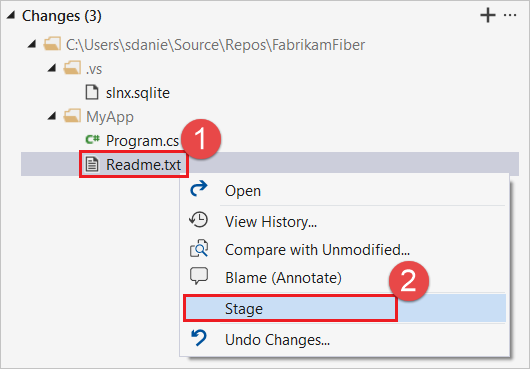 Changes (3)
C:\Users\sdanie\Source\Repos\FabrikamFiber
.vs
slnx.sqlite
MyApp
C# Program.cs
1
Readme.txt
Open
View History...
Compare with Unmodified...
Blame (Annotate)
2
Stage
Undo Changes...